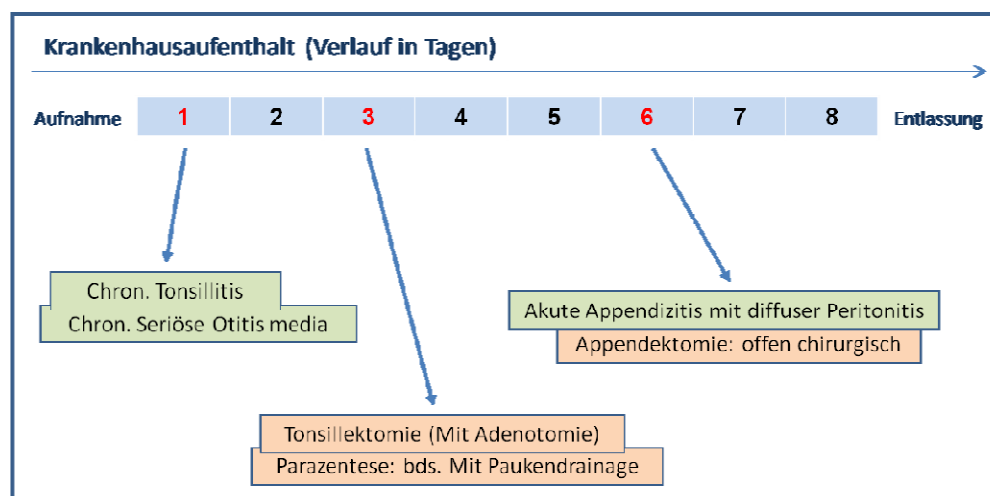 Krankenhausaufenthalt (Verlauf in Tagen)
Aufnahme 1 2 3 4 5 6 7 8 Entlassung
Chron. Tonsillitis
Chron. Seriöse Otitis media
Akute Appendizitis mit diffuser Peritonitis
Appendektomie: offen chirurgisch
Tonsillektomie (Mit Adenotomie)
Parazentese: bds. Mit Paukendrainage